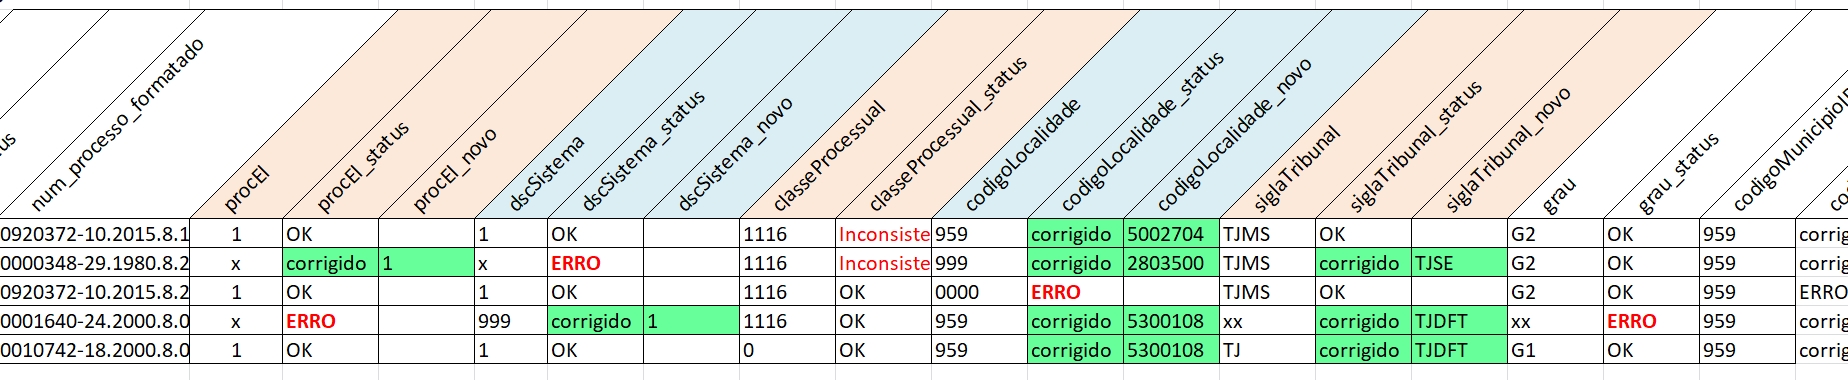 num_processo_formatado procEl procEl_status procEl_novo dscSistema dscSistema_status dscSistema_novo classeProcessual classeProcessual_status codigoLocalidade codigoLocalidade_status codigoLocalidade_novo siglaTribunal siglaTribunal_status siglaTribunal_novo grau grau_status
0920372-10.2015.8.1 1 OK 1 OK 1116 Inconsiste 959 corrigido 5002704 TJMS OK G2 OK 959 corrig
0000348-29.1980.8.2 x corrigido 1 x ERRO 1116 Inconsiste 999 corrigido 2803500 TJMS corrigido TJSE G2 OK 959 corrig
0920372-10.2015.8.2 1 OK 1 OK 1116 OK 0000 ERRO TJMS OK G2 OK 959 ERRO
0001640-24.2000.8.0 x ERRO 999 corrigido 1 1116 OK 959 corrigido 5300108 xx corrigido TJDFT xx ERRO 959 corrig
0010742-18.2000.8.0 1 OK 1 OK 0 OK 959 corrigido 5300108 TJ corrigido TJDFT G1 OK 959 corrig